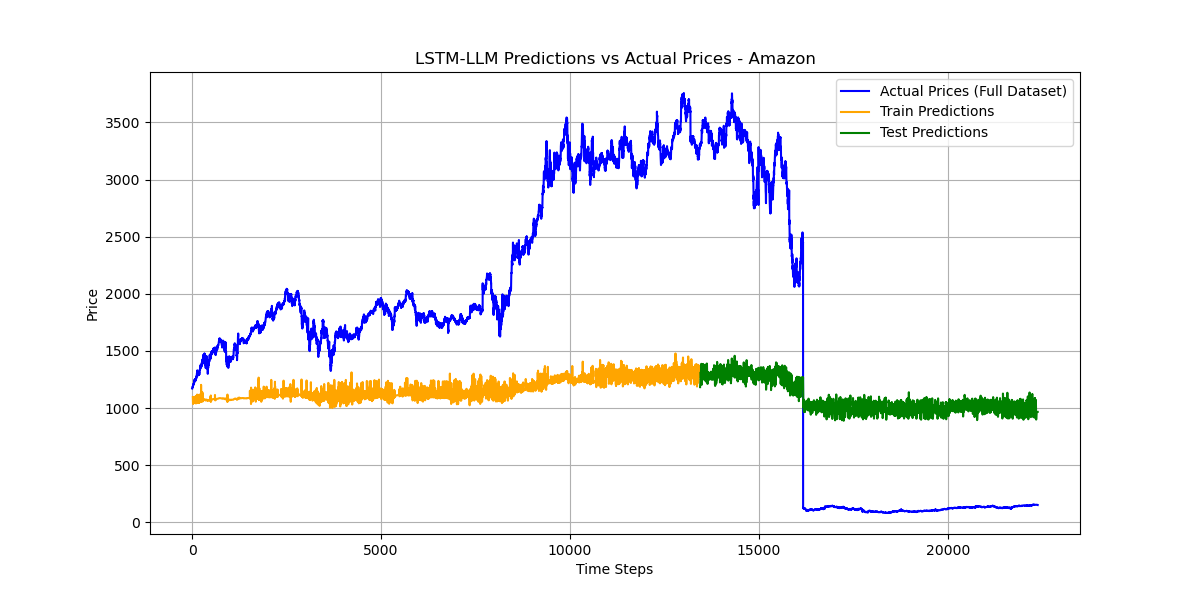 LSTM-LLM Predictions vs Actual Prices - Amazon
Actual Prices (Full Dataset)
Train Predictions
Test Predictions
Price
3500
3000
2500
2000
1500
1000
500
0
0
5000
10000
15000
20000
Time Steps